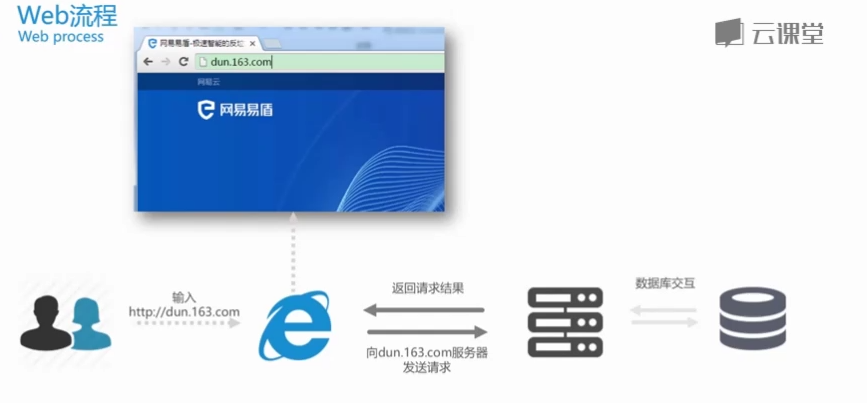 Web流程
Web process
云课堂
网易易盾-极速智能的反垃
dun.163.com
网易云
网易易盾
输入
http://dun.163.com
返回请求结果
向dun.163.com服务器
发送请求
数据库交互